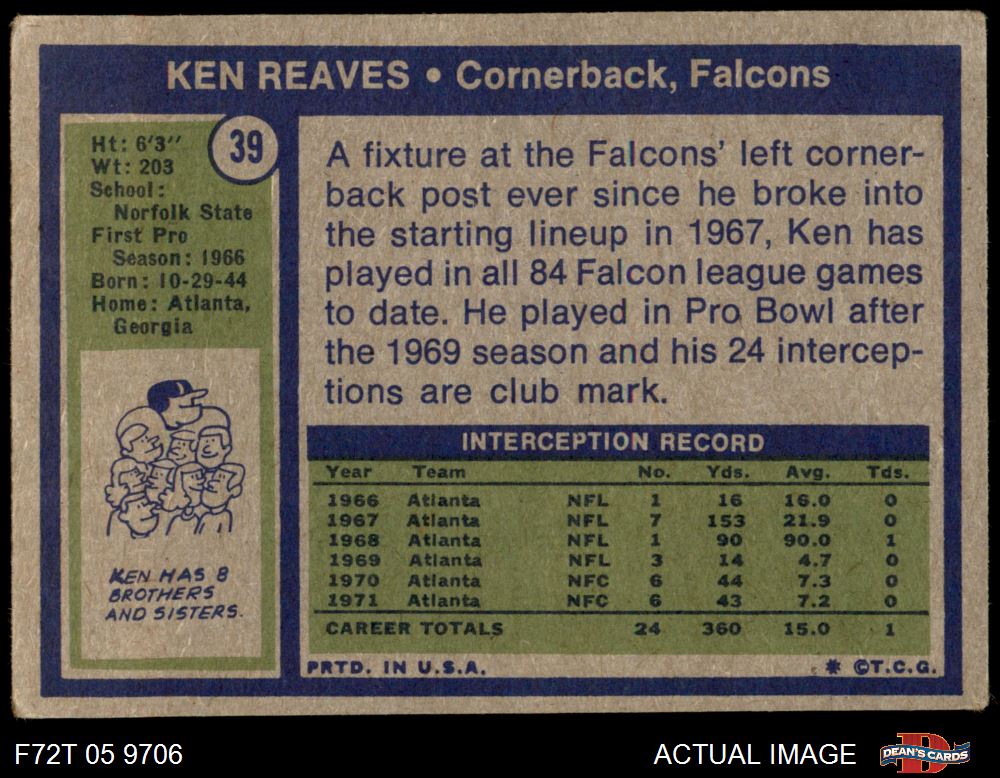 KEN REAVES • Cornerback, Falcons
39
Ht: 6'3''
Wt: 203
School:
Norfolk State
First Pro
Season: 1966
Born: 10-29-44
Home: Atlanta,
Georgia
KEN HAS 8
BROTHERS
AND SISTERS.
A fixture at the Falcons' left corner-
back post ever since he broke into
the starting lineup in 1967, Ken has
played in all 84 Falcon league games
to date. He played in Pro Bowl after
the 1969 season and his 24 intercep-
tions are club mark.
INTERCEPTION RECORD
Year Team No. Yds. Avg. Tds.
1966 Atlanta NFL 1 16 16.0 0
1967 Atlanta NFL 7 153 21.9 0
1968 Atlanta NFL 1 90 90.0 1
1969 Atlanta NFL 3 14 4.7 0
1970 Atlanta NFC 6 44 7.3 0
1971 Atlanta NFC 6 43 7.2 0
CAREER TOTALS 24 360 15.0 1
PRTD. IN U.S.A. * ©T.C.G.
F72T 05 9706 ACTUAL IMAGE DEAN'S CARDS